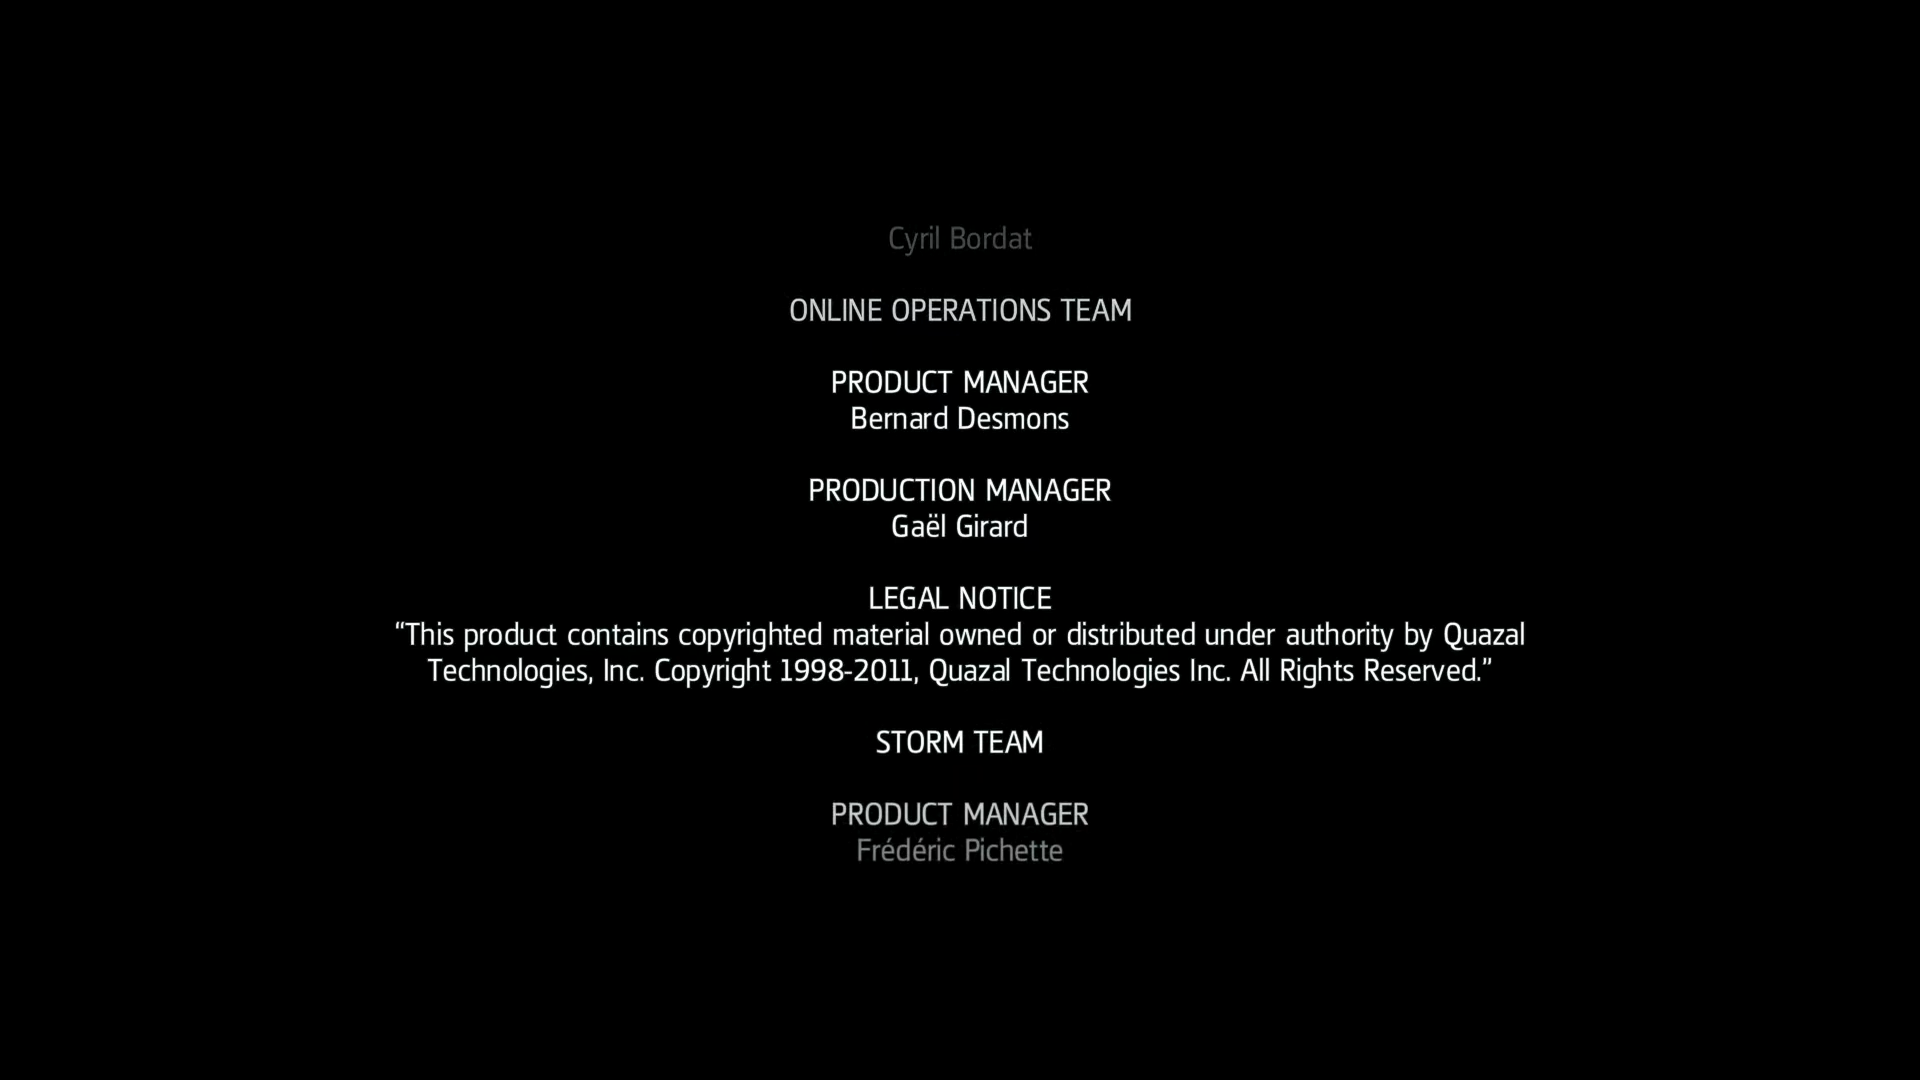 Cyril Bordat
ONLINE OPERATIONS TEAM
PRODUCT MANAGER
Bernard Desmons
PRODUCTION MANAGER
Gaël Girard
LEGAL NOTICE
“This product contains copyrighted material owned or distributed under authority by Quazal
Technologies, Inc. Copyright 1998-2011, Quazal Technologies Inc. All Rights Reserved.”
STORM TEAM
PRODUCT MANAGER
Frédéric Pichette